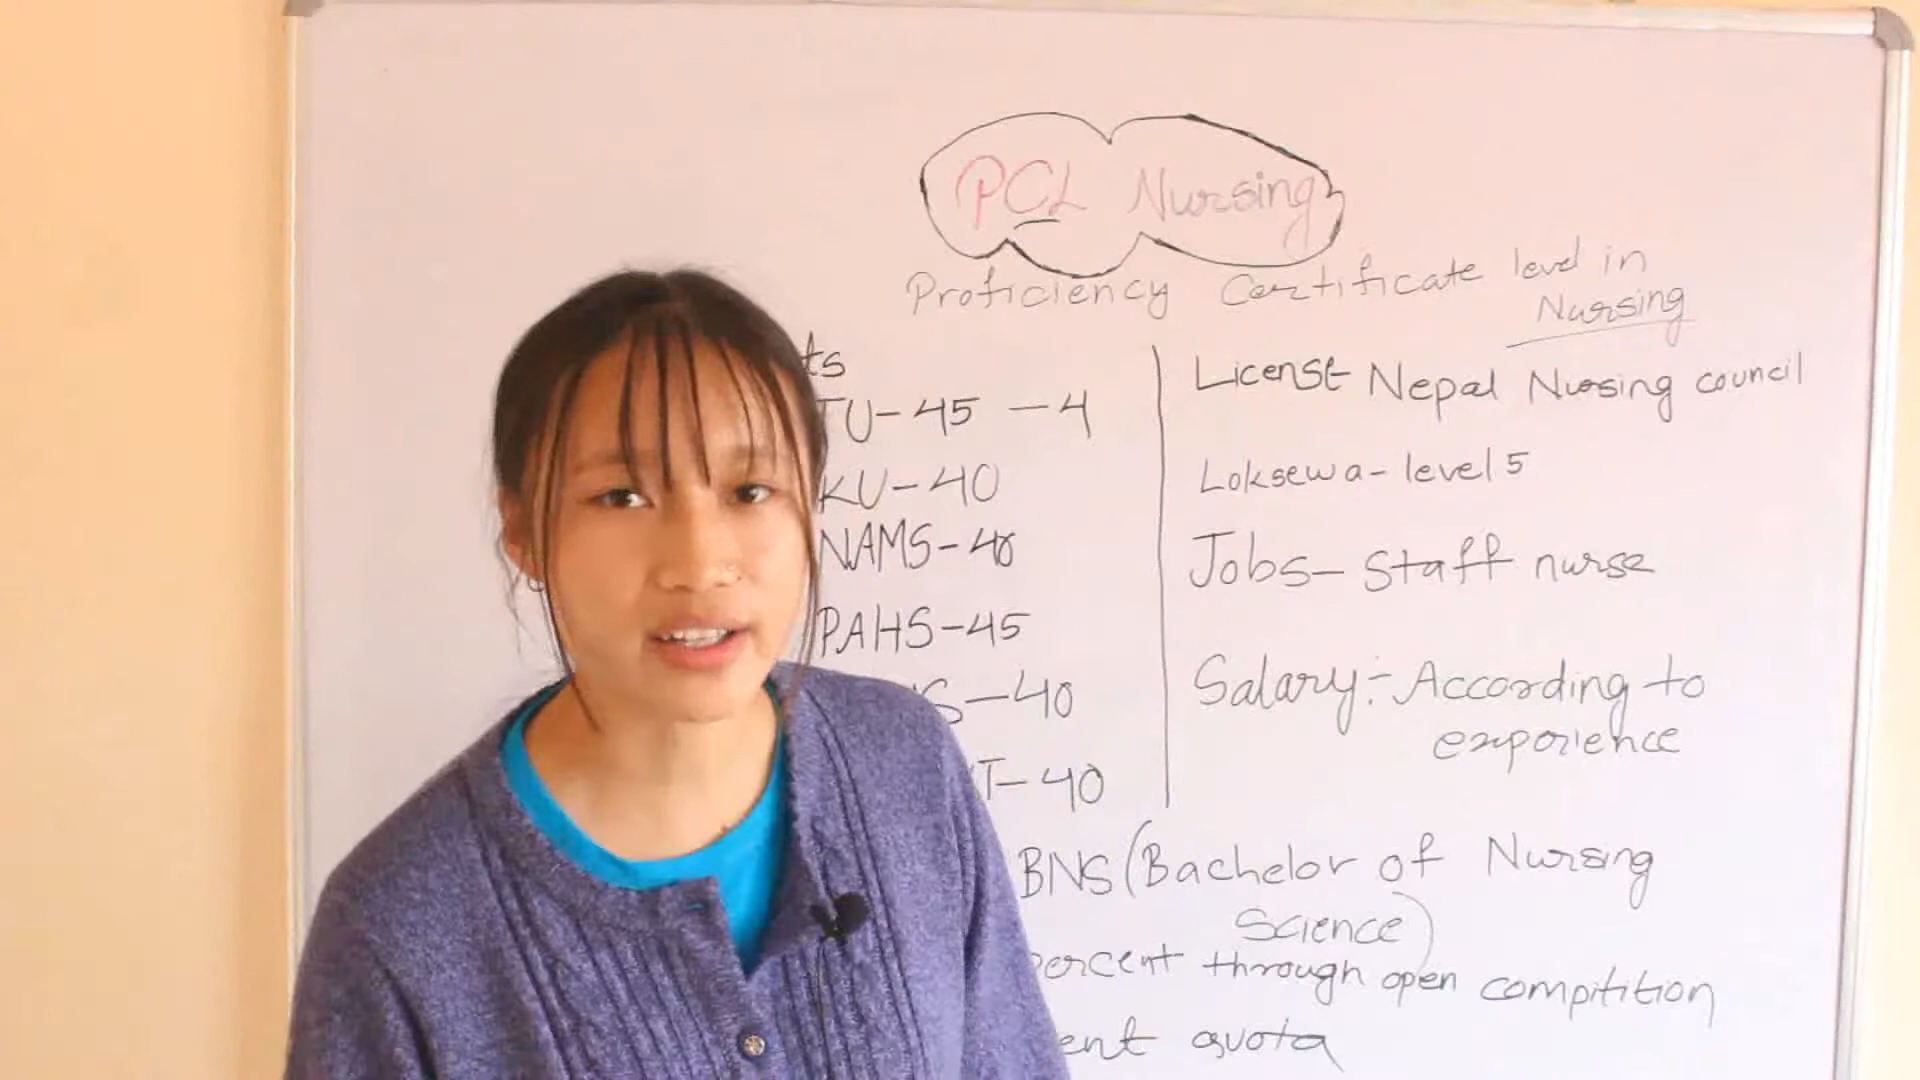 PCL Nursing
Proficiency Certificate level in
Nursing
ts
TU-45 -4
KU-40
NAMS-40
PAHS-45
S-40
T-40
License Nepal Nursing council
Loksewa-level 5
Jobs- Staff nurse
Salary:- According to
experience
BNS (Bachelor of Nursing
Science)
percent through open compitition
ent quota